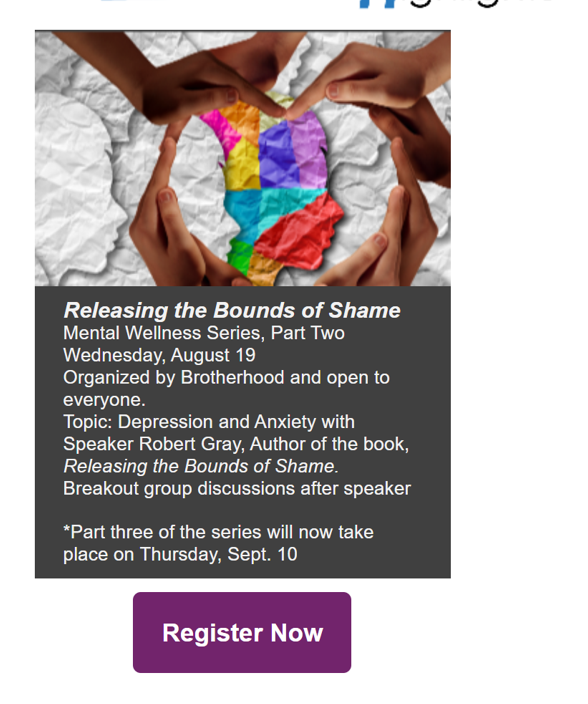 Releasing the Bounds of Shame
Mental Wellness Series, Part Two
Wednesday, August 19
Organized by Brotherhood and open to
everyone.
Topic: Depression and Anxiety with
Speaker Robert Gray, Author of the book,
Releasing the Bounds of Shame.
Breakout group discussions after speaker
*Part three of the series will now take
place on Thursday, Sept. 10
Register Now